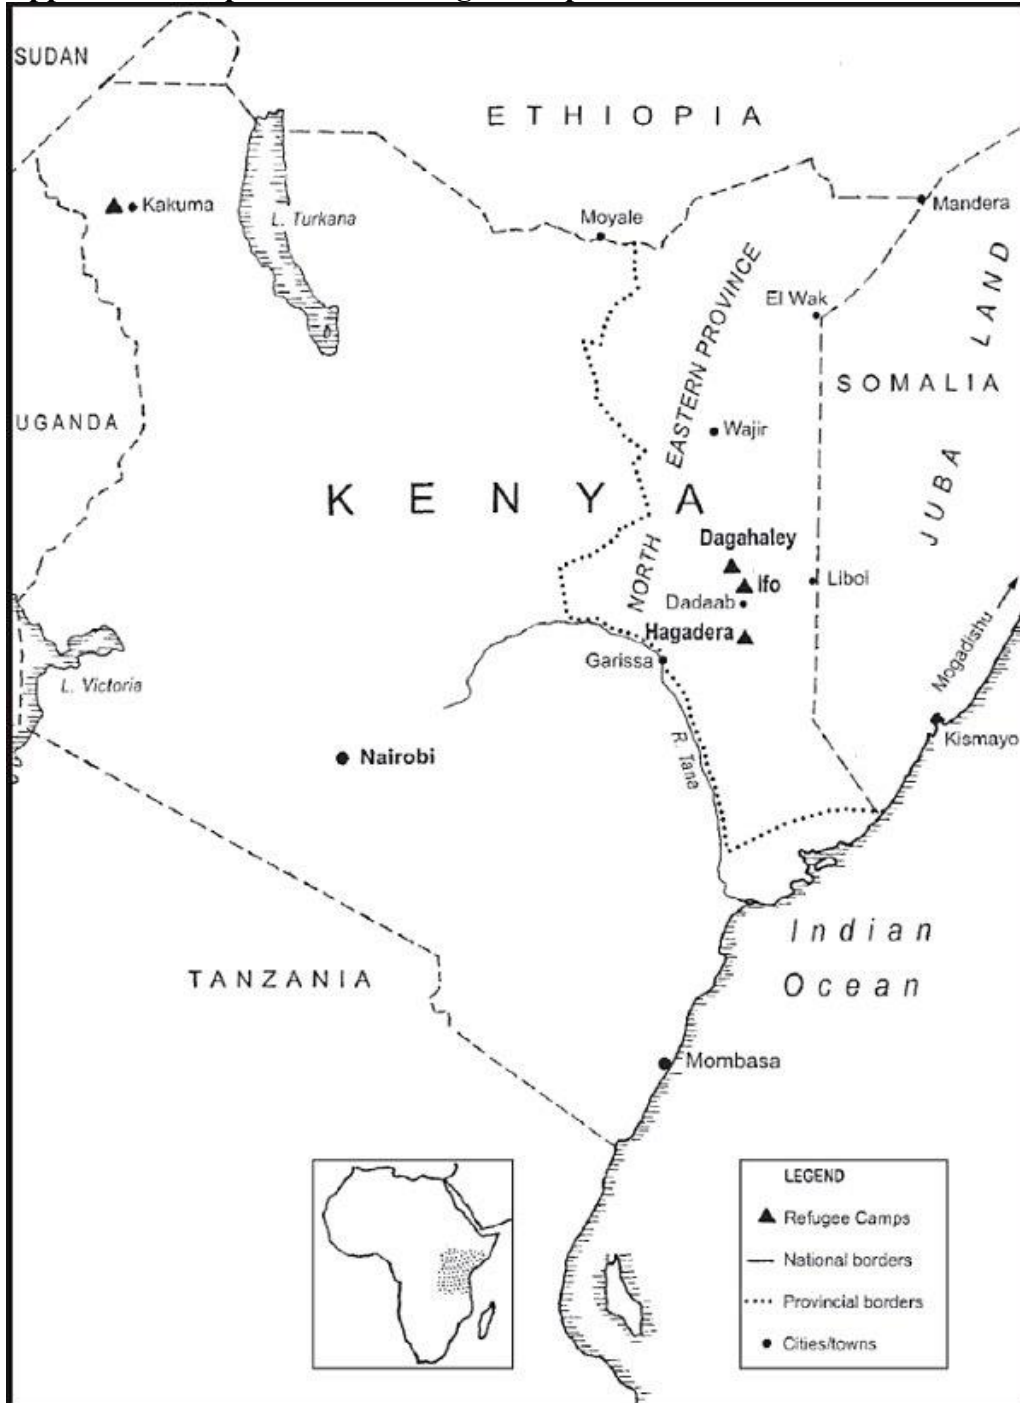 SUDAN
ETHIOPIA
Kakuma
L. Turkana
Moyale
Mandera
EASTERN PROVINCE
El Wak
LAND
SOMALIA
UGANDA
Wajir
JUBA
KENYA
Dagahaley
Ifo
Liboi
NORTH
Dadaab
Hagadera
Garissa
Mogadishu
L. Victoria
Kismayo
Nairobi
R. Tana
Indian
Ocean
TANZANIA
Mombasa
LEGEND
Refugee Camps
National borders
Provincial borders
Cities/towns